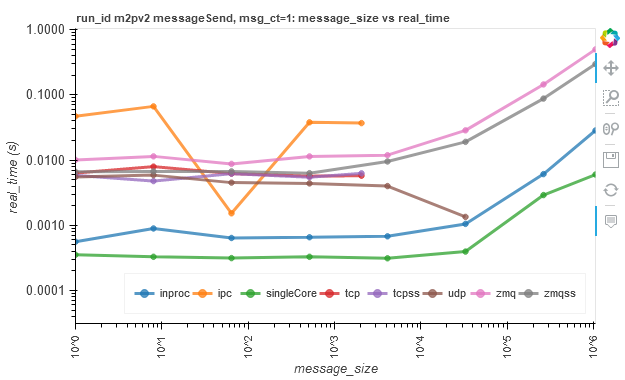 run_id m2pv2 messageSend, msg_ct=1: message_size vs real_time
1.0000
0.1000
0.0100
0.0010
0.0001
real_time (s)
inproc ipc singleCore tcp tcpss udp zmq zmqss
10^0 10^1 10^2 10^3 10^4 10^5 10^6
message_size